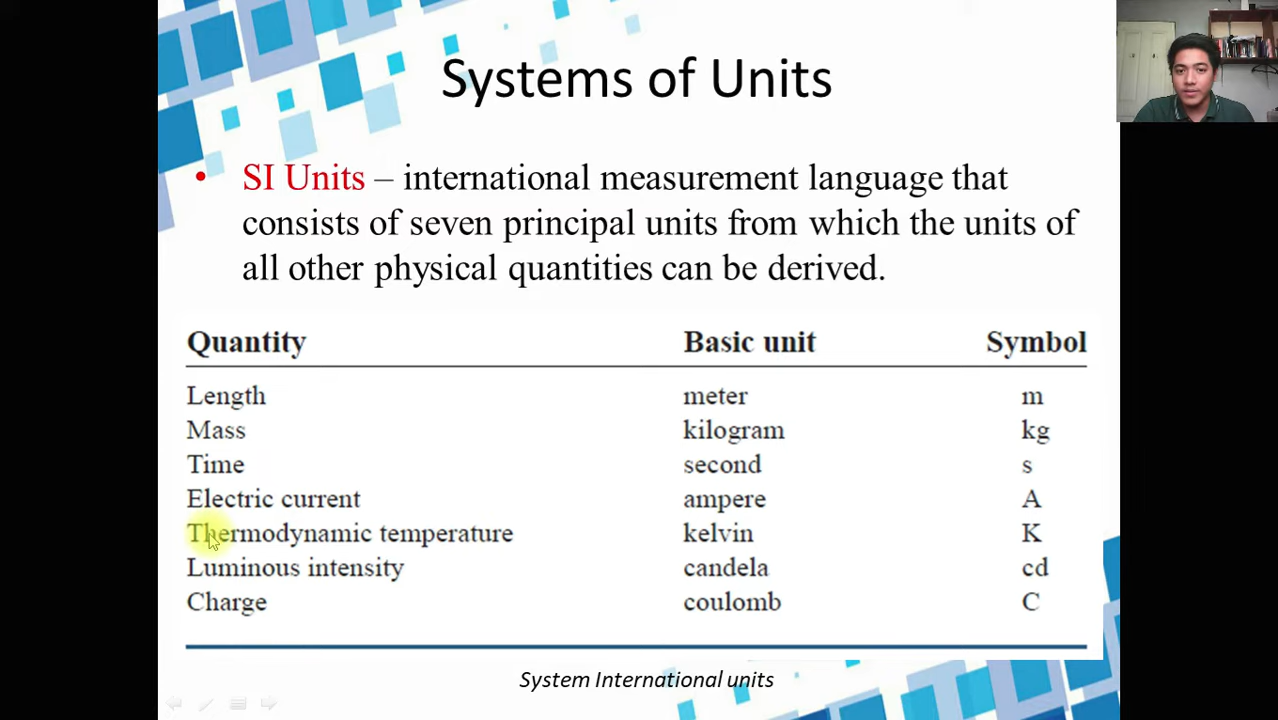 Systems of Units
• SI Units – international measurement language that
consists of seven principal units from which the units of
all other physical quantities can be derived.
Quantity Basic unit Symbol
Length meter m
Mass kilogram kg
Time second s
Electric current ampere A
Thermodynamic temperature kelvin K
Luminous intensity candela cd
Charge coulomb C
System International units